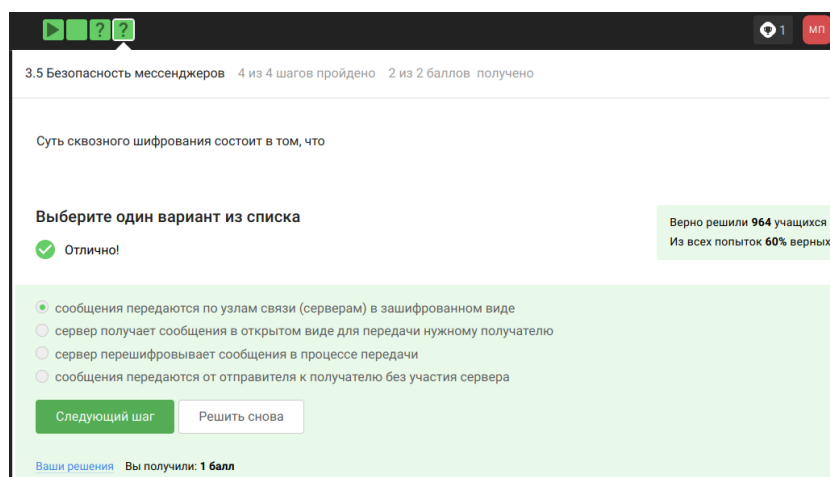 ? ?
1
МП
3.5 Безопасность мессенджеров 4 из 4 шагов пройдено 2 из 2 баллов получено
Суть сквозного шифрования состоит в том, что
Выберите один вариант из списка
Отлично!
Верно решили 964 учащихся
Из всех попыток 60% верных
сообщения передаются по узлам связи (серверам) в зашифрованном виде
сервер получает сообщения в открытом виде для передачи нужному получателю
сервер перешифровывает сообщения в процессе передачи
сообщения передаются от отправителя к получателю без участия сервера
Следующий шаг Решить снова
Ваши решения Вы получили: 1 балл